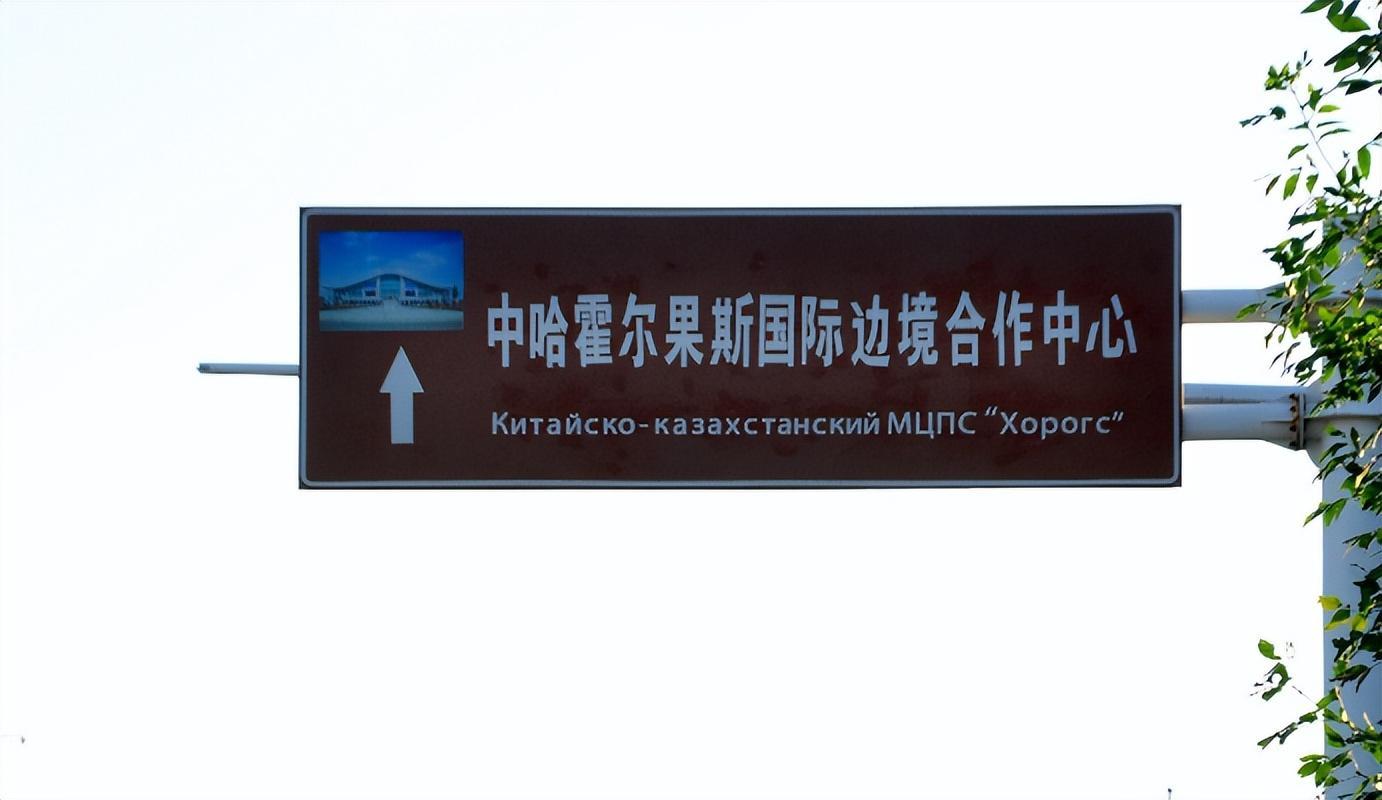 中哈霍尔果斯国际边境合作中心
Китайско-казахстанский МЦПС “Хорогс”